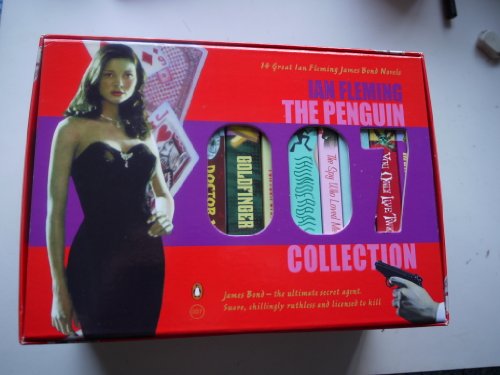 14 Great Ian Fleming James Bond Novels
IAN FLEMING
THE PENGUIN
007
DOCTOR
GOLDFINGER
The Spy Who Loved Me
YOU ONLY LIVE TWICE
COLLECTION
James Bond – the ultimate secret agent.
Suave, chillingly ruthless and licensed to kill